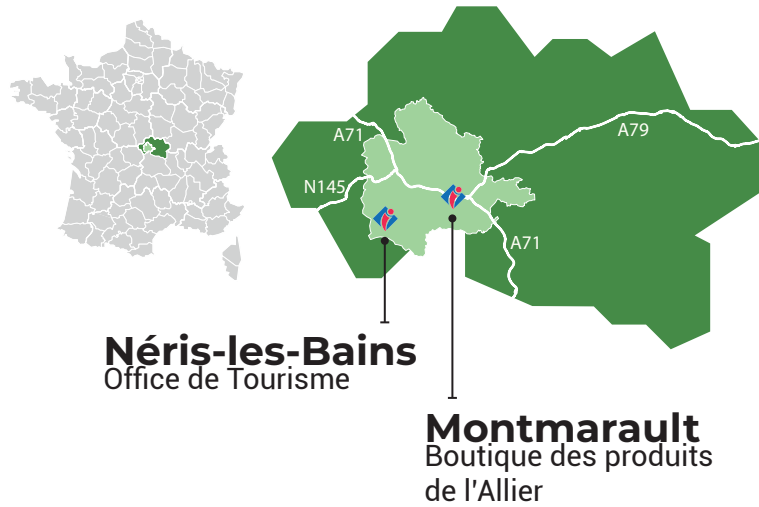 A71
A79
N145
A71
Néris-les-Bains
Office de Tourisme
Montmarault
Boutique des produits
de l'Allier